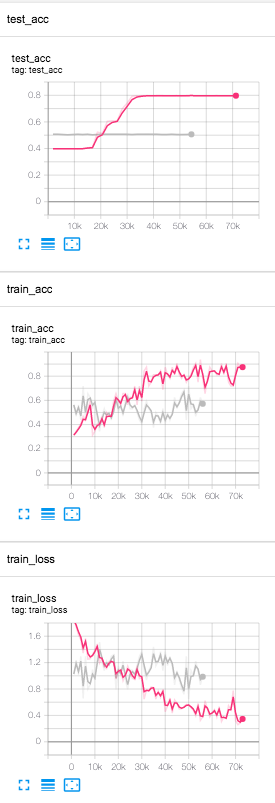 test_acc
test_acc
tag: test_acc
0.8
0.6
0.4
0.2
0
10k 20k 30k 40k 50k 60k 70k
train_acc
train_acc
tag: train_acc
0.8
0.6
0.4
0.2
0
0 10k 20k 30k 40k 50k 60k 70k
train_loss
train_loss
tag: train_loss
1.6
1.2
0.8
0.4
0
0 10k 20k 30k 40k 50k 60k 70k